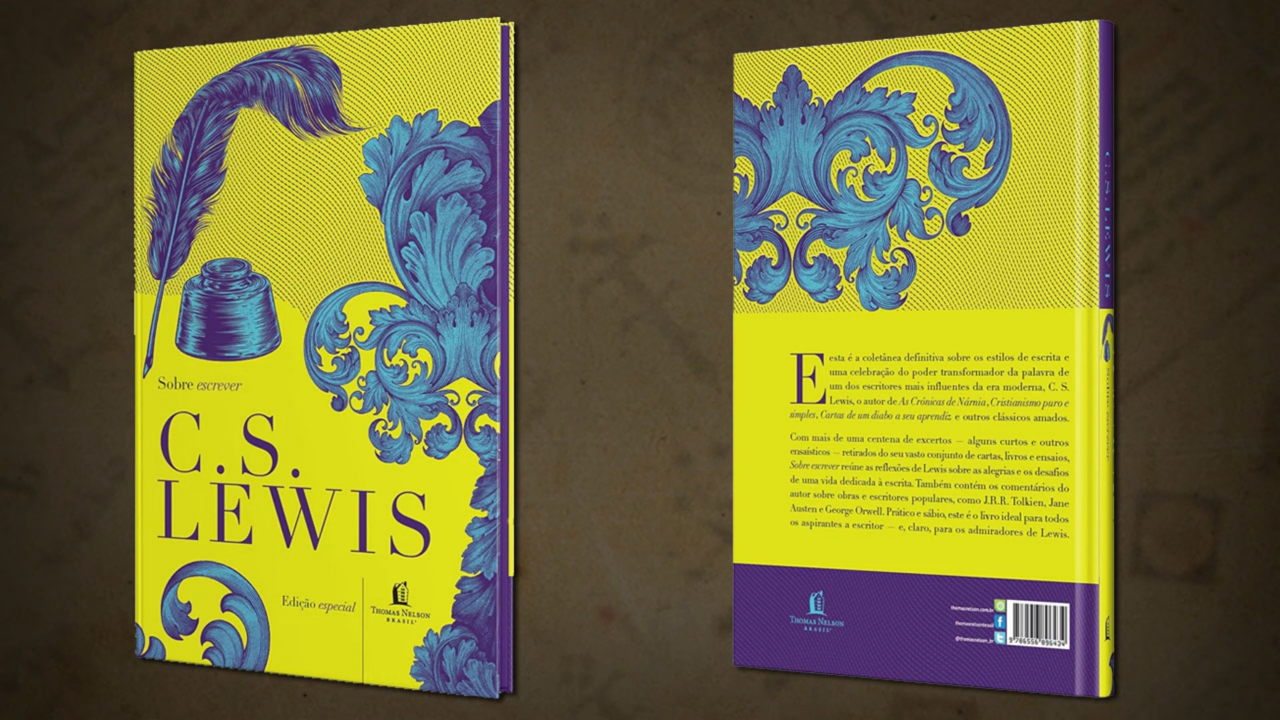 Sobre escrever
C.S.
LEWIS
Edição especial
THOMAS NELSON
BRASIL®
Esta é a coletânea definitiva sobre os estilos de escrita e
uma celebração do poder transformador da palavra de
um dos escritores mais influentes da era moderna, C. S.
Lewis, o autor de As Crônicas de Nárnia, Cristianismo puro e
simples, Cartas de um diabo a seu aprendiz e outros clássicos amados.
Com mais de uma centena de excertos — alguns curtos e outros
ensaísticos — retirados do seu vasto conjunto de cartas, livros e ensaios,
Sobre escrever reúne as reflexões de Lewis sobre as alegrias e os desafios
de uma vida dedicada à escrita. Também contém os comentários do
autor sobre obras e escritores populares, como J.R.R. Tolkien, Jane
Austen e George Orwell. Prático e sábio, este é o livro ideal para todos
os aspirantes a escritor — e, claro, para os admiradores de Lewis.
THOMAS NELSON
BRASIL®
thomasnelson.com.br
thomasnelsonbrasil
@thomasnelson_br
C.S. LEWIS